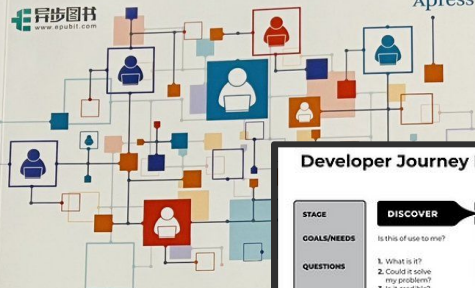 异步图书
www.epubit.com
Apress
Developer Journey
STAGE
DISCOVER
GOALS/NEEDS
Is this of use to me?
QUESTIONS
1. What is it?
2. Could it solve
my problem?